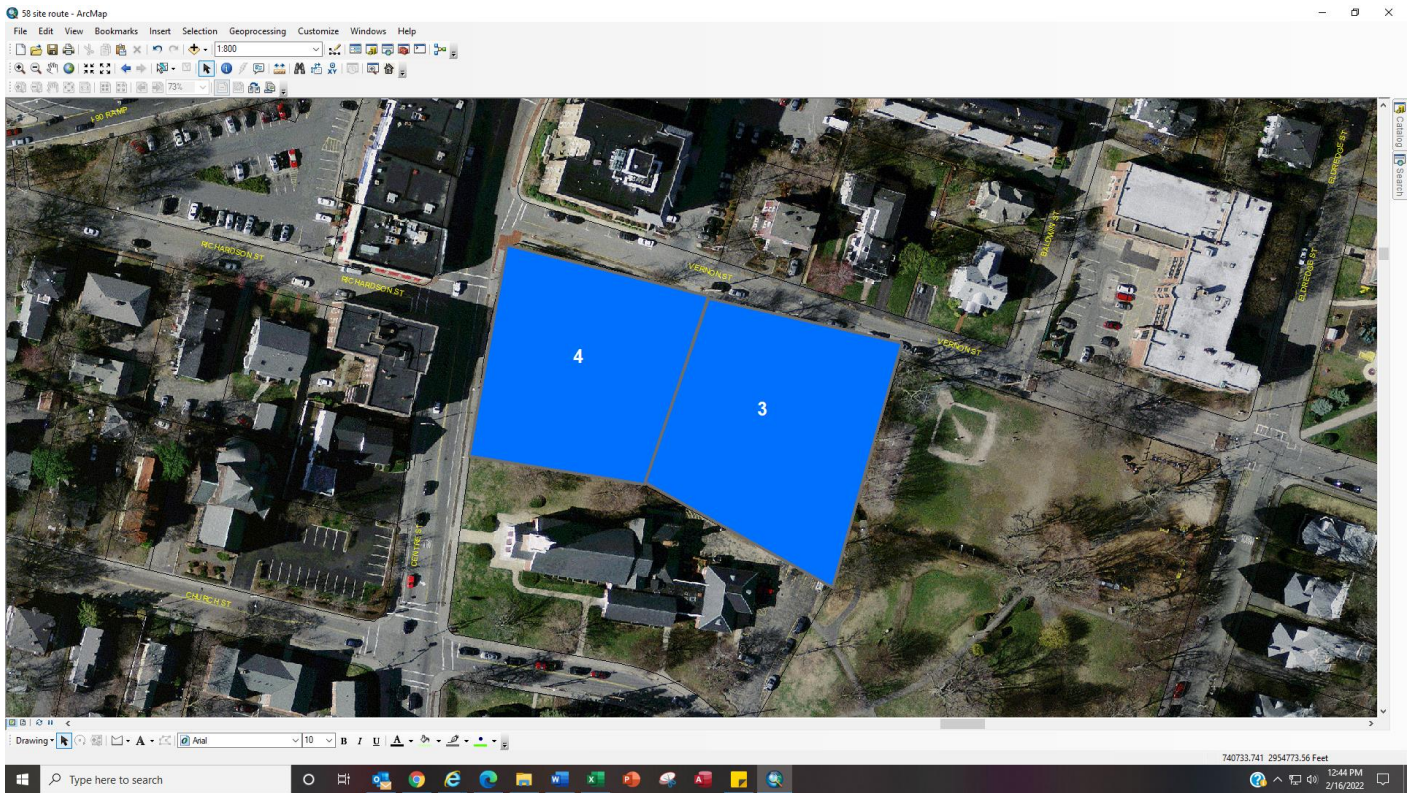 58 site route - ArcMap
File Edit View Bookmarks Insert Selection Geoprocessing Customize Windows Help
1:800
73%
Catalog
Search
I-90 RAMP
ELDREDGE ST
RICHARDSON ST
VERNON ST
BALDWIN ST
ELDREDGE ST
RICHARDSON ST
VERNON ST
4
3
CENTRE ST
CHURCH ST
Drawing
A
Arial
10
B I U A
740733.741 2954773.56 Feet
Type here to search
12:44 PM
2/16/2022